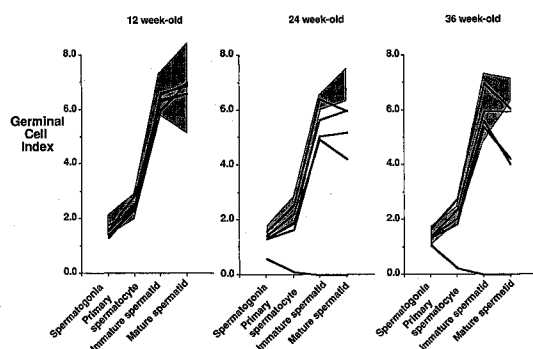 12 week-old
24 week-old
36 week-old
Germinal
Cell
Index
8.0
6.0
4.0
2.0
0.0
Spermatogonia
Primary
spermatocyte
Immature spermatid
Mature spermatid
8.0
6.0
4.0
2.0
0.0
Spermatogonia
Primary
spermatocyte
Immature spermatid
Mature spermatid
8.0
6.0
4.0
2.0
0.0
Spermatogonia
Primary
spermatocyte
Immature spermatid
Mature spermatid